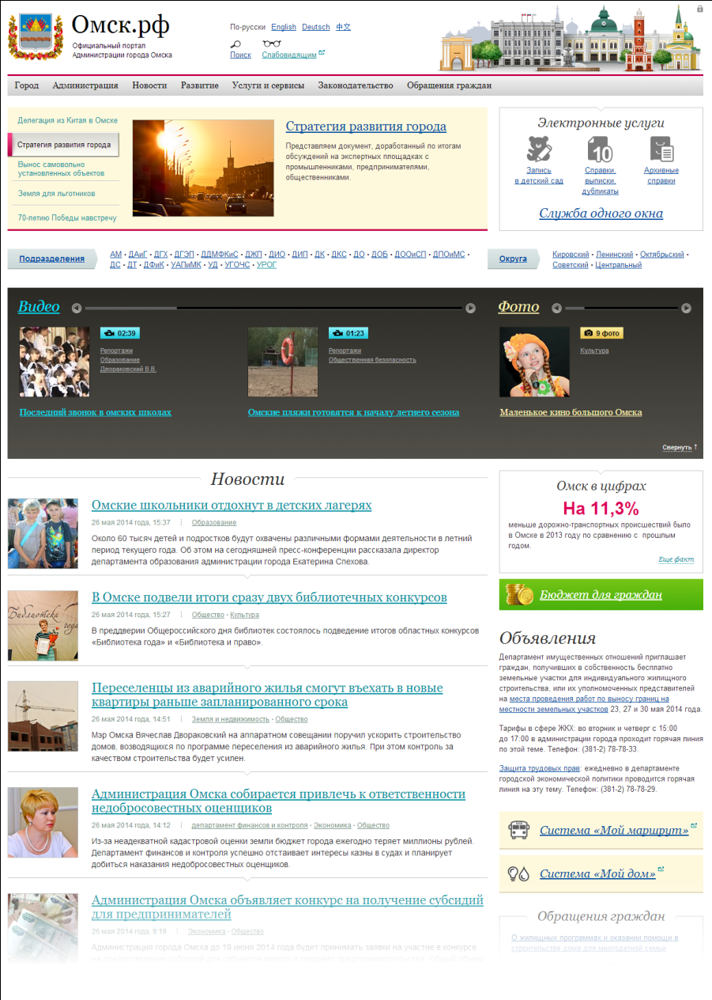 Омск.рф
Официальный портал
Администрации города Омска
По-русски English Deutsch 中文
Поиск Слабовидящим
Город Администрация Новости Развитие Услуги и сервисы Законодательство Обращения граждан
Делегация из Китая в Омске
Стратегия развития города
Вынос самовольно
установленных объектов
Земля для льготников
70-летию Победы навстречу
Стратегия развития города
Представляем документ, доработанный по итогам
обсуждений на экспертных площадках с
промышленниками, предпринимателями,
общественниками.
Электронные услуги
10
Запись
в детский сад
Справки,
выписки,
дубликаты
Архивные
справки
Служба одного окна
Подразделения
АМ · ДАиГ · ДГХ · ДГЭП · ДДМФКиС · ДЖП · ДИО · ДИП · ДК · ДКС · ДО · ДОБ · ДООиСП · ДПОиМС ·
ДС · ДТ · ДФиК · УАПиМК · УД · УГОЧС · УРОГ
Округа
Кировский · Ленинский · Октябрьский ·
Советский · Центральный
Видео
02:39
Репортажи
Образование
Двораковский В.В.
Последний звонок в омских школах
01:23
Репортажи
Общественная безопасность
Омские пляжи готовятся к началу летнего сезона
Фото
9 фото
Культура
Маленькое кино большого Омска
Свернуть ↑
Новости
Омские школьники отдохнут в детских лагерях
26 мая 2014 года, 15:37 Образование
Около 60 тысяч детей и подростков будут охвачены различными формами деятельности в летний
период текущего года. Об этом на сегодняшней пресс-конференции рассказала директор
департамента образования администрации города Екатерина Спехова.
Библиотека
года
В Омске подвели итоги сразу двух библиотечных конкурсов
26 мая 2014 года, 15:27 Общество · Культура
В преддверии Общероссийского дня библиотек состоялось подведение итогов областных конкурсов
«Библиотека года» и «Библиотека и право».
Переселенцы из аварийного жилья смогут въехать в новые
квартиры раньше запланированного срока
26 мая 2014 года, 14:51 Земля и недвижимость · Общество
Мэр Омска Вячеслав Двораковский на аппаратном совещании поручил ускорить строительство
домов, возводящихся по программе переселения из аварийного жилья. При этом контроль за
качеством строительства будет усилен.
Администрация Омска собирается привлечь к ответственности
недобросовестных оценщиков
26 мая 2014 года, 14:12 департамент финансов и контроля · Экономика · Общество
Из-за неадекватной кадастровой оценки земли бюджет города ежегодно теряет миллионы рублей.
Департамент финансов и контроля успешно отстаивает интересы казны в судах и планирует
добиться наказания недобросовестных оценщиков.
Администрация Омска объявляет конкурс на получение субсидий
для предпринимателей
26 мая 2014 года, 9:19 Экономика · Общество
Администрация города Омска до 19 июня 2014 года будет принимать заявки на участие в конкурсе
на предоставление субсидий для субъектов малого и среднего предпринимательства. Общий объем
Омск в цифрах
На 11,3%
меньше дорожно-транспортных происшествий было
в Омске в 2013 году по сравнению с прошлым
годом.
Еще факт
Бюджет для граждан
Объявления
Департамент имущественных отношений приглашает
граждан, получивших в собственность бесплатно
земельные участки для индивидуального жилищного
строительства, или их уполномоченных представителей
на места проведения работ по выносу границ на
местности земельных участков 23, 27 и 30 мая 2014 года.
Тарифы в сфере ЖКХ: во вторник и четверг с 15:00
до 17:00 в администрации города проходит горячая линия
по этой теме. Телефон: (381-2) 78-78-33.
Защита трудовых прав: ежедневно в департаменте
городской экономической политики проводится горячая
линия на эту тему. Телефон: (381-2) 78-78-29.
Система «Мой маршрут»
Система «Мой дом»
Обращения граждан
О жилищных программах и оказании помощи в
строительстве дома для многодетной семьи